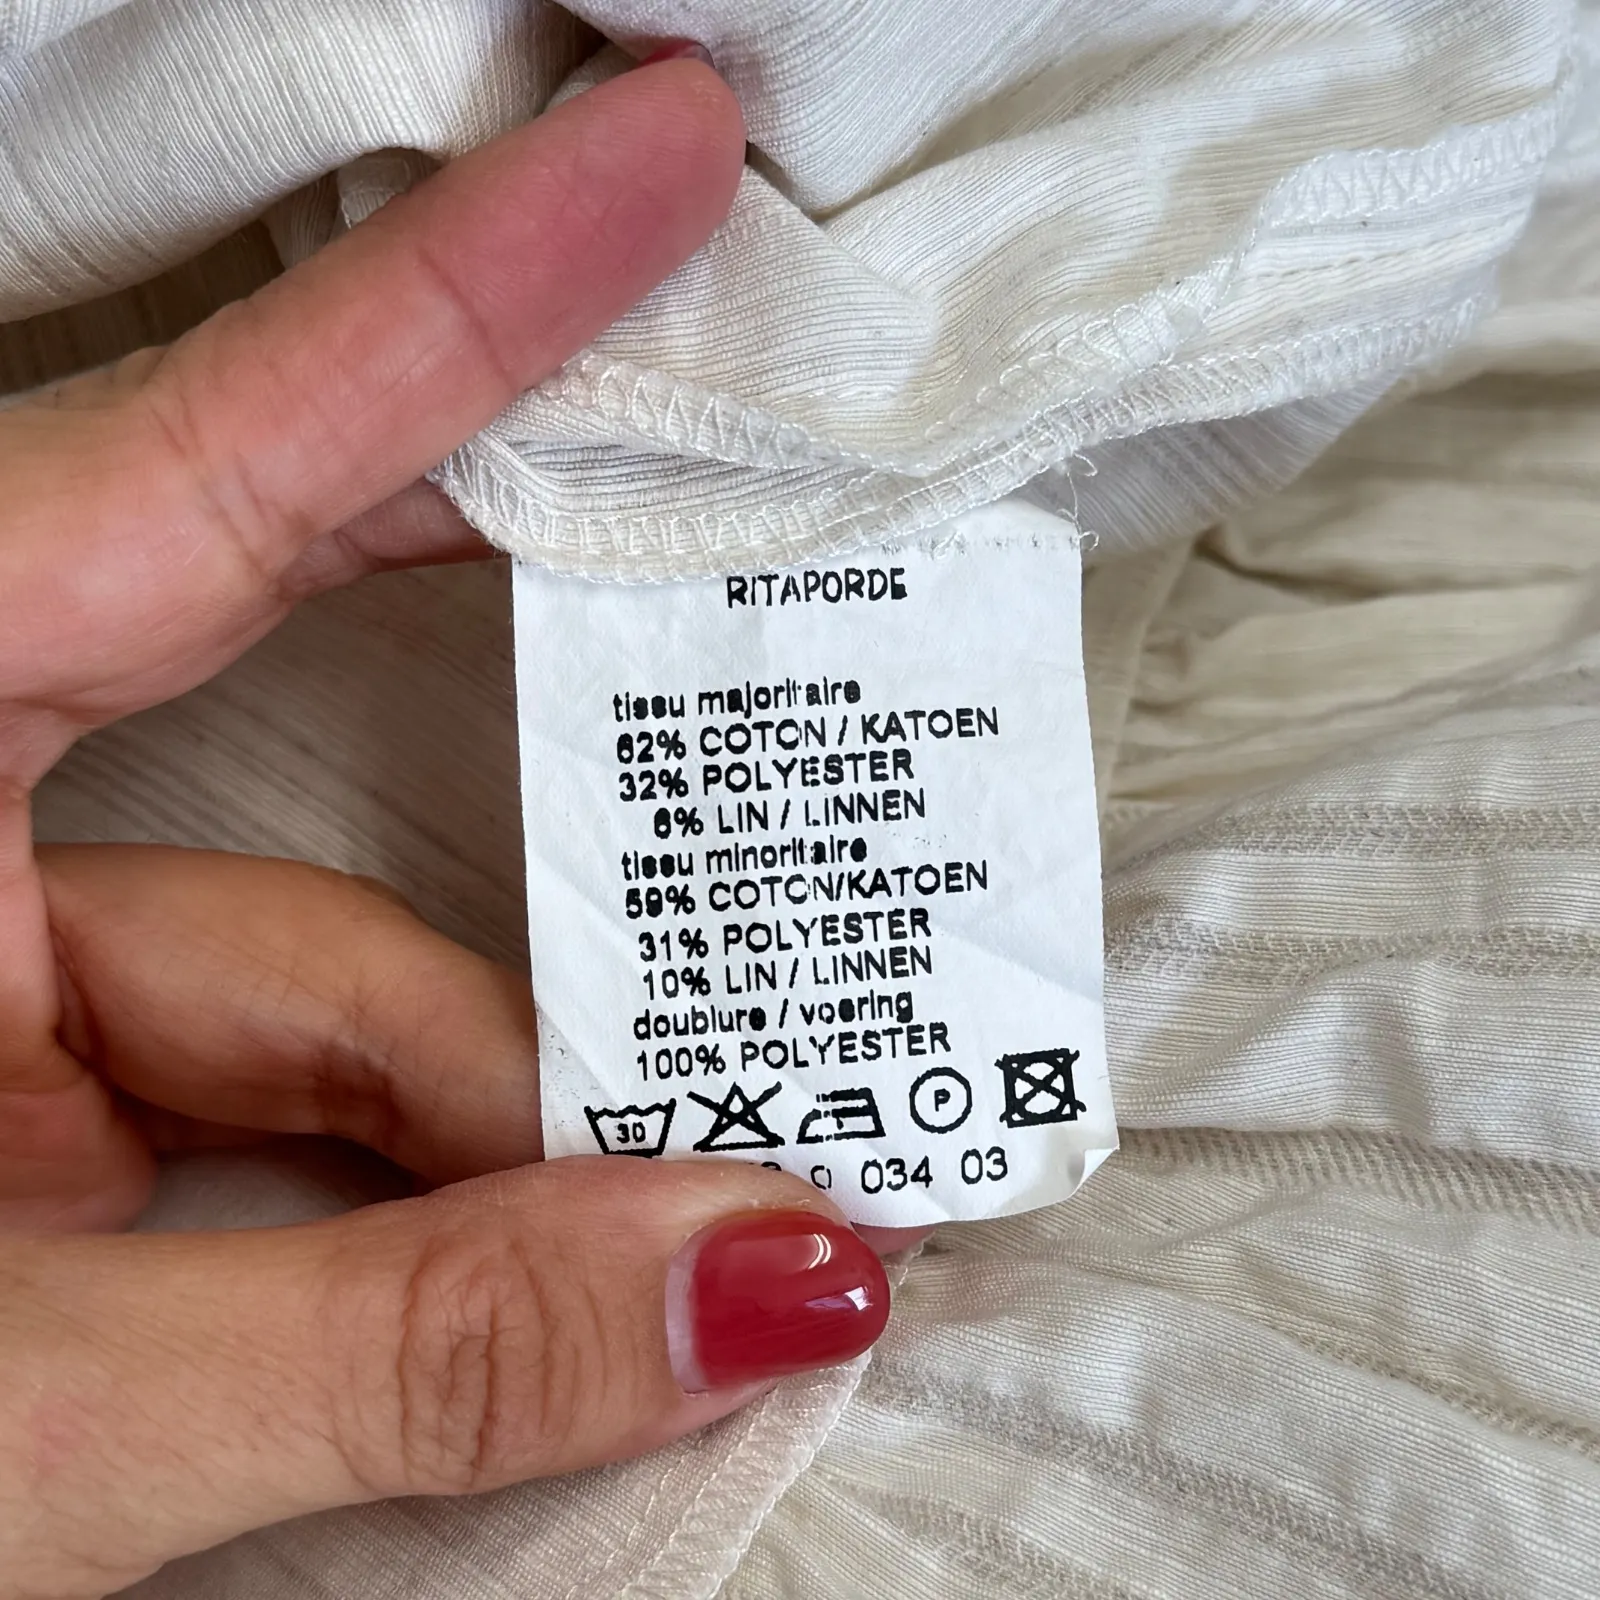 RITAPORDE
tissu majoritaire
62% COTON / KATOEN
32% POLYESTER
6% LIN / LINNEN
tissu minoritaire
59% COTON/KATOEN
31% POLYESTER
10% LIN / LINNEN
doublure / voering
100% POLYESTER
30 P
034 03